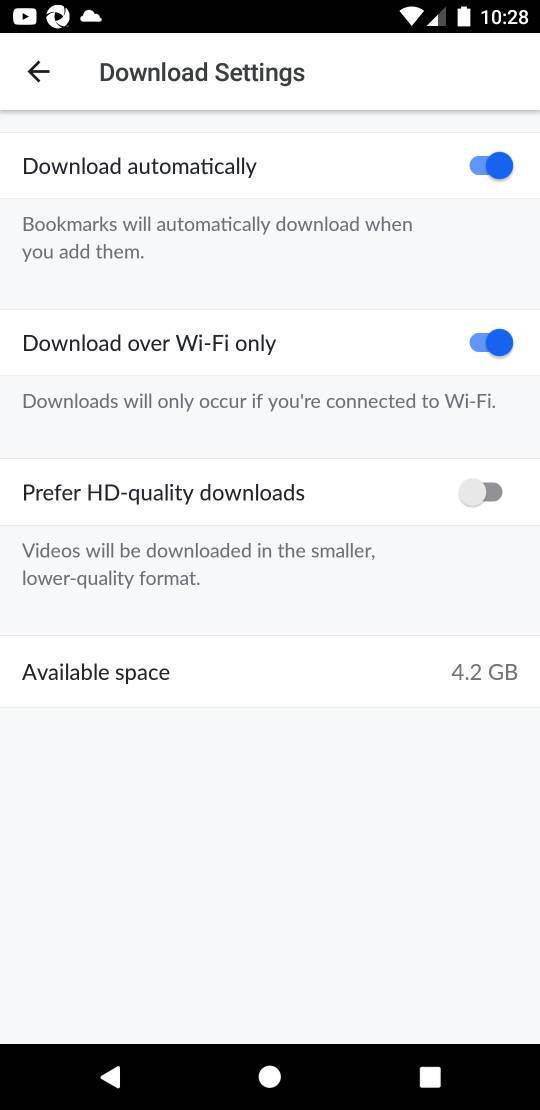 10:28
Download Settings
Download automatically
Bookmarks will automatically download when
you add them.
Download over Wi-Fi only
Downloads will only occur if you're connected to Wi-Fi.
Prefer HD-quality downloads
Videos will be downloaded in the smaller,
lower-quality format.
Available space 4.2 GB